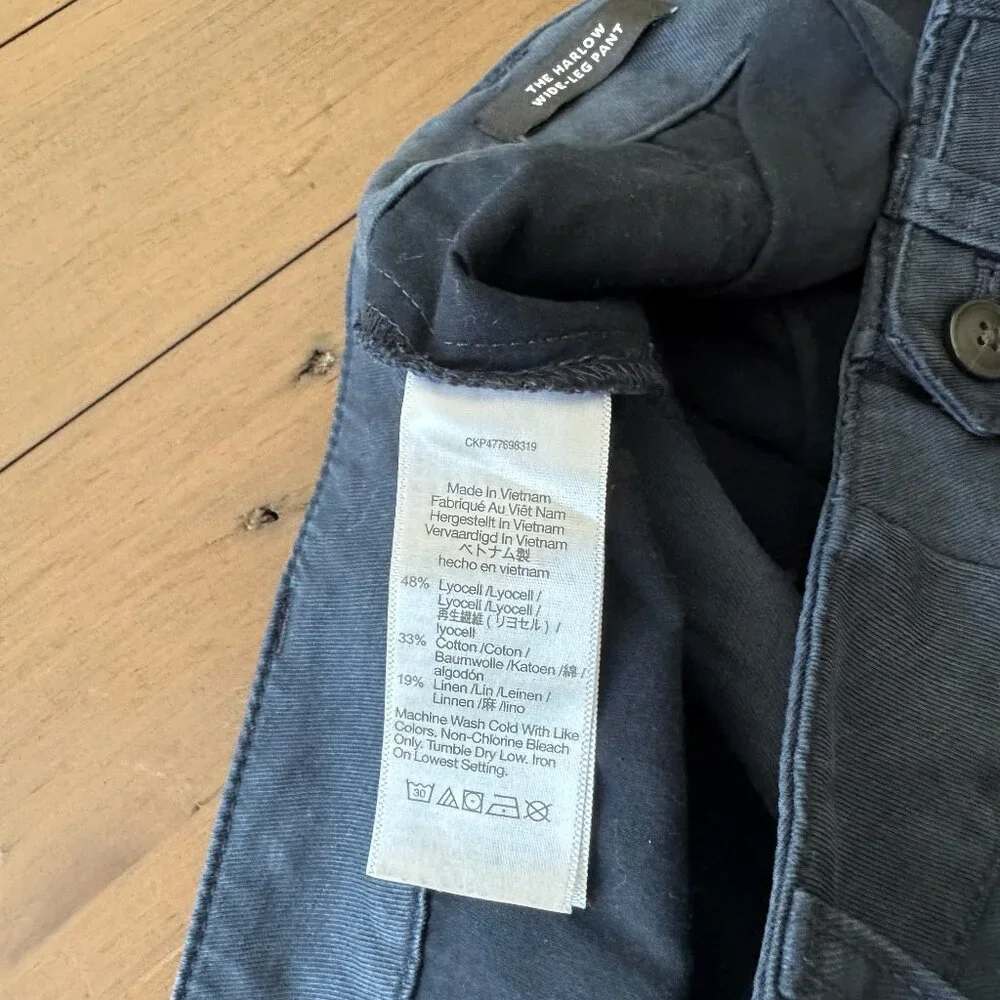 THE HARLOW
WIDE-LEG PANT
CKP477698319
Made In Vietnam
Fabriqué Au Viêt Nam
Hergestellt In Vietnam
Vervaardigd In Vietnam
ベトナム製
hecho en vietnam
48% Lyocell /Lyocell /
Lyocell /Lyocell /
再生繊維 ( リヨセル ) /
lyocell
33% Cotton /Coton /
Baumwolle /Katoen /綿 /
algodón
19% Linen /Lin /Leinen /
Linnen /麻 /lino
Machine Wash Cold With Like
Colors. Non-Chlorine Bleach
Only. Tumble Dry Low. Iron
On Lowest Setting.
30